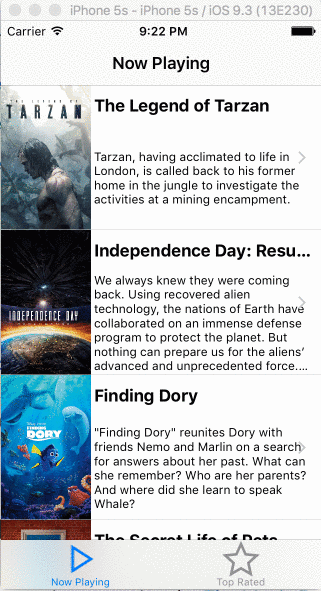 iPhone 5s - iPhone 5s / iOS 9.3 (13E230)
Carrier 9:22 PM
Now Playing
THE LEGEND OF
TARZAN
The Legend of Tarzan
Tarzan, having acclimated to life in
London, is called back to his former
home in the jungle to investigate the
activities at a mining encampment.
INDEPENDENCE DAY
Independence Day: Resu...
We always knew they were coming
back. Using recovered alien
technology, the nations of Earth have
collaborated on an immense defense
program to protect the planet. But
nothing can prepare us for the aliens’
advanced and unprecedented force....
FINDING
DORY
Finding Dory
"Finding Dory" reunites Dory with
friends Nemo and Marlin on a search
for answers about her past. What can
she remember? Who are her parents?
And where did she learn to speak
Whale?
The Secret Life of Pets
Now Playing
Top Rated